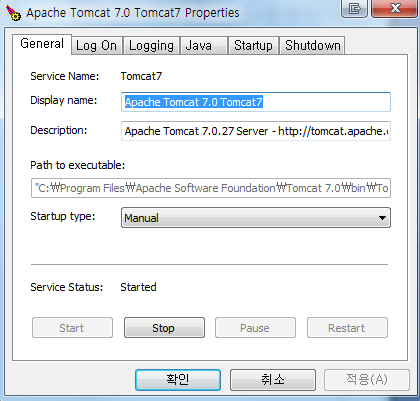 Apache Tomcat 7.0 Tomcat7 Properties
General Log On Logging Java Startup Shutdown
Service Name: Tomcat7
Display name: Apache Tomcat 7.0 Tomcat7
Description: Apache Tomcat 7.0.27 Server - http://tomcat.apache.
Path to executable:
"C:₩Program Files₩Apache Software Foundation₩Tomcat 7.0₩bin₩To
Startup type: Manual
Service Status: Started
Start Stop Pause Restart
확인 취소 적용(A)